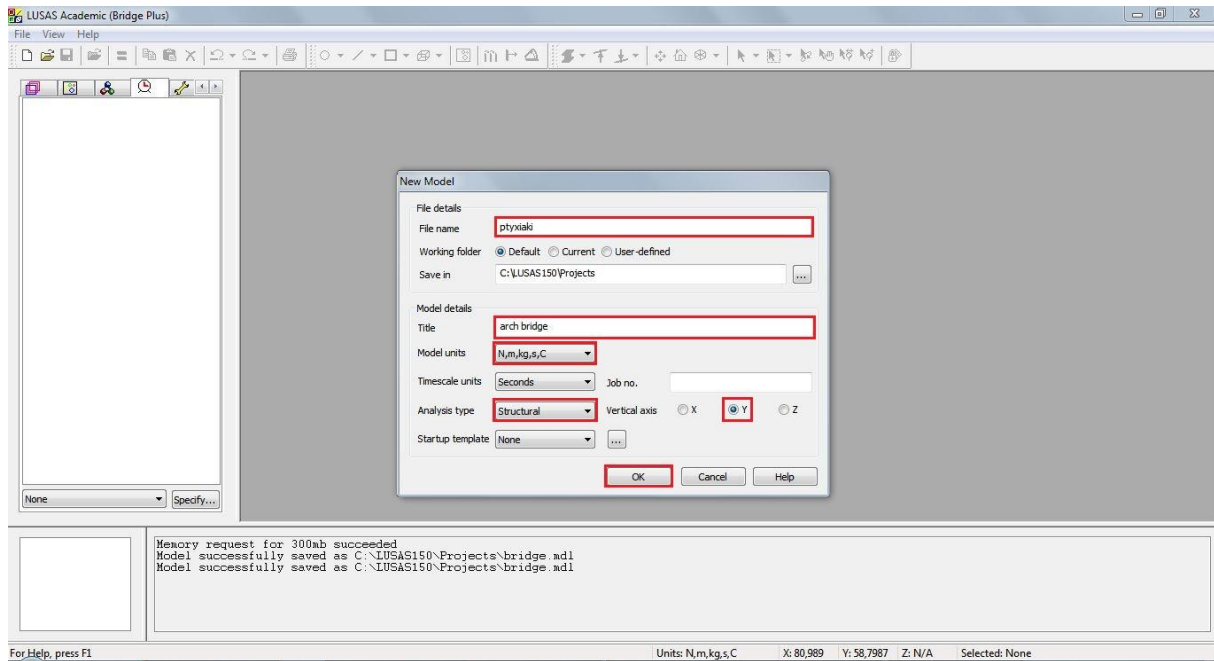 LUSAS Academic (Bridge Plus)
File View Help
New Model
File details
File name ptyxiaki
Working folder Default Current User-defined
Save in C:\LUSAS150\Projects ...
Model details
Title arch bridge
Model units N,m,kg,s,C
Timescale units Seconds Job no.
Analysis type Structural Vertical axis X Y Z
Startup template None ...
OK Cancel Help
None Specify...
Memory request for 300mb succeeded
Model successfully saved as C:\LUSAS150\Projects\bridge.mdl
Model successfully saved as C:\LUSAS150\Projects\bridge.mdl
For Help, press F1 Units: N,m,kg,s,C X: 80,989 Y: 58,7987 Z: N/A Selected: None